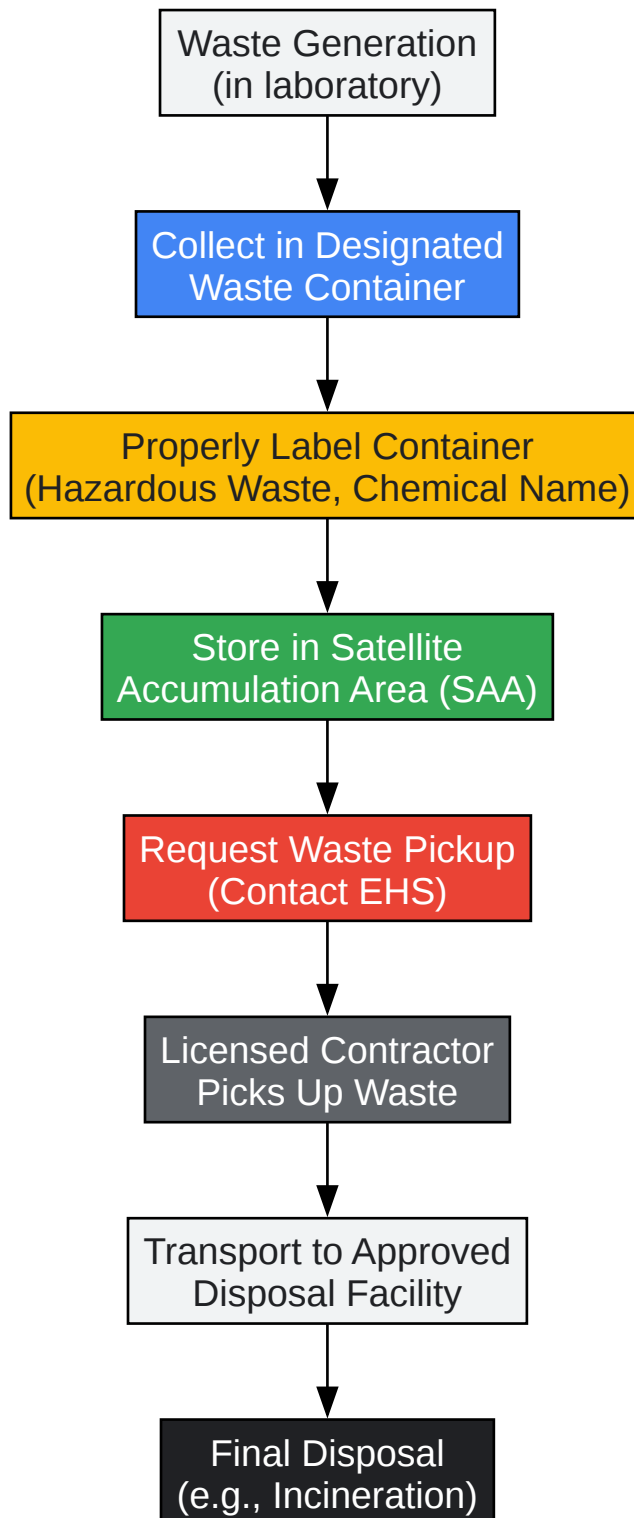 Waste Generation
(in laboratory)
Collect in Designated
Waste Container
Properly Label Container
(Hazardous Waste, Chemical Name)
Store in Satellite
Accumulation Area (SAA)
Request Waste Pickup
(Contact EHS)
Licensed Contractor
Picks Up Waste
Transport to Approved
Disposal Facility
Final Disposal
(e.g., Incineration)